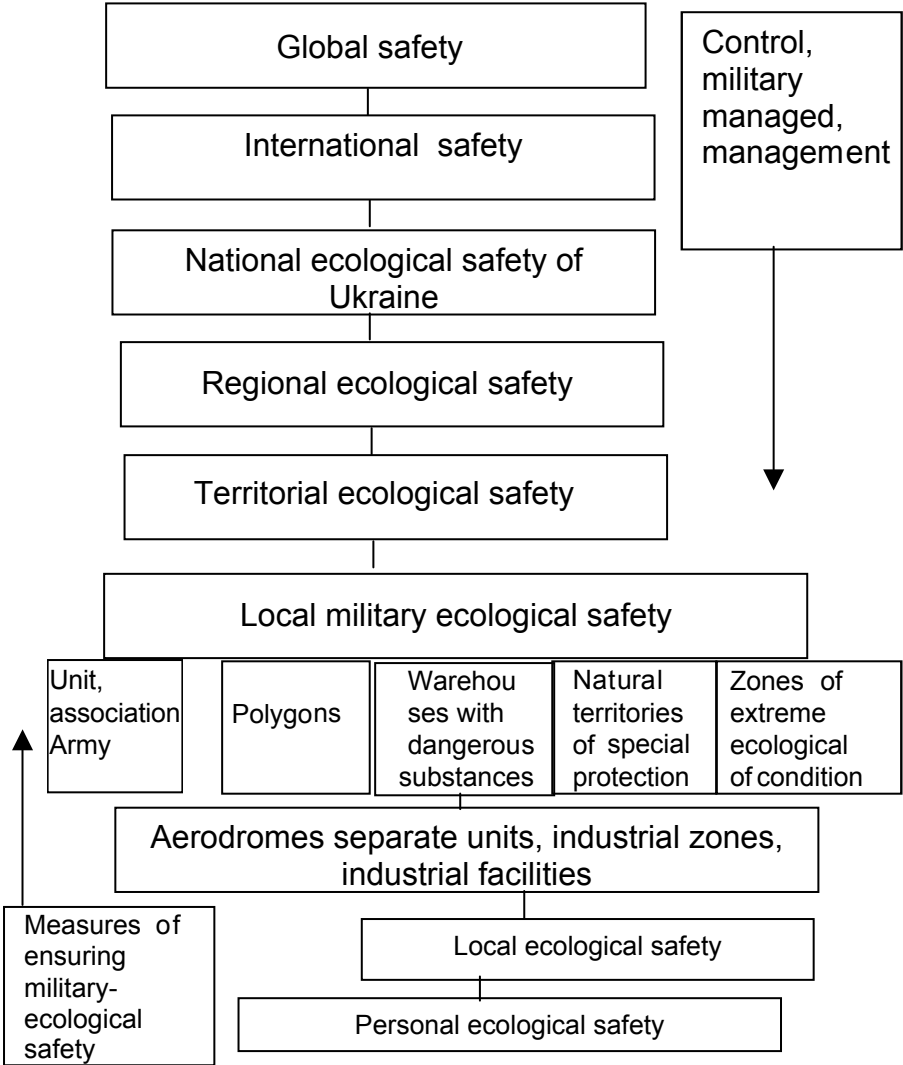 Global safety
Control,
military
managed,
management
International safety
National ecological safety of
Ukraine
Regional ecological safety
Territorial ecological safety
Local military ecological safety
Unit,
association
Army
Polygons
Warehou
ses with
dangerous
substances
Natural
territories
of special
protection
Zones of
extreme
ecological
of condition
Aerodromes separate units, industrial zones,
industrial facilities
Measures of
ensuring
military-
ecological
safety
Local ecological safety
Personal ecological safety